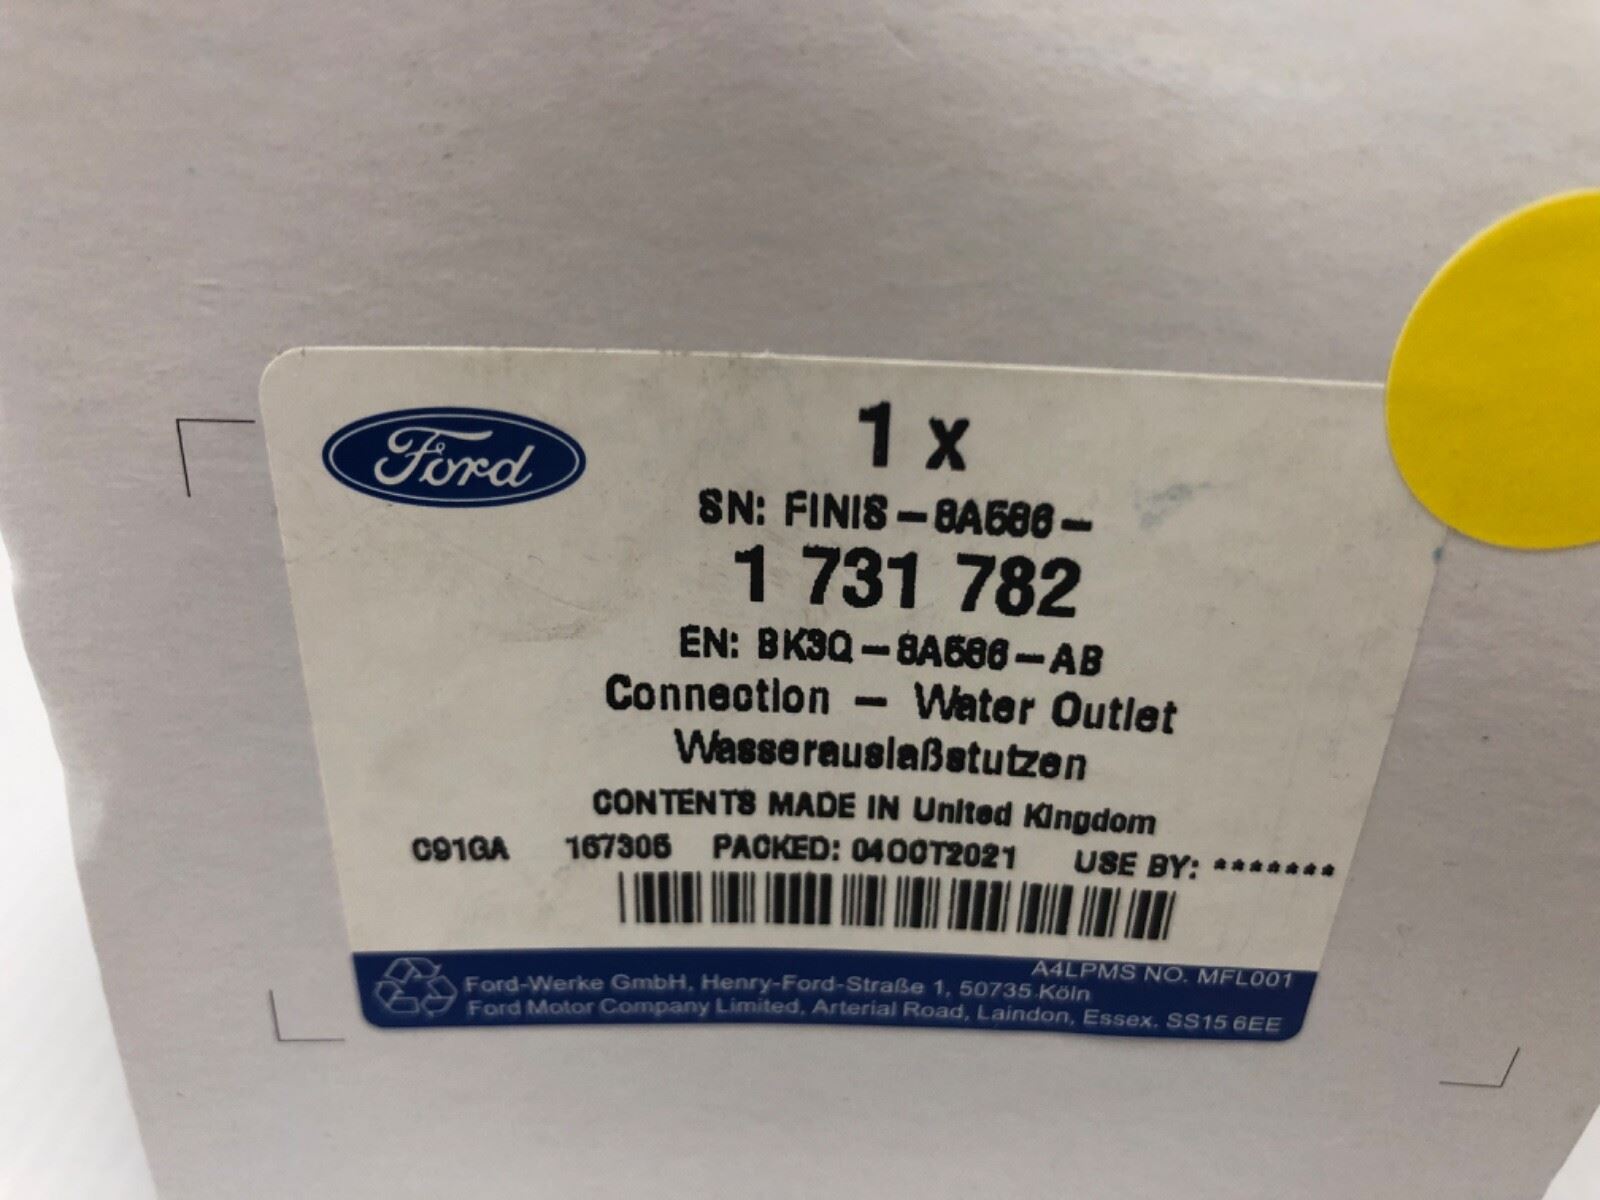 Ford
1 x
SN: FINIS-8A586-
1 731 782
EN: BK3Q-8A586-AB
Connection - Water Outlet
Wasserauslaßstutzen
CONTENTS MADE IN United Kingdom
C91GA 167305 PACKED: 04OCT2021 USE BY: *******
A4LPMS NO. MFL001
Ford-Werke GmbH, Henry-Ford-Straße 1, 50735 Köln
Ford Motor Company Limited, Arterial Road, Laindon, Essex. SS15 6EE